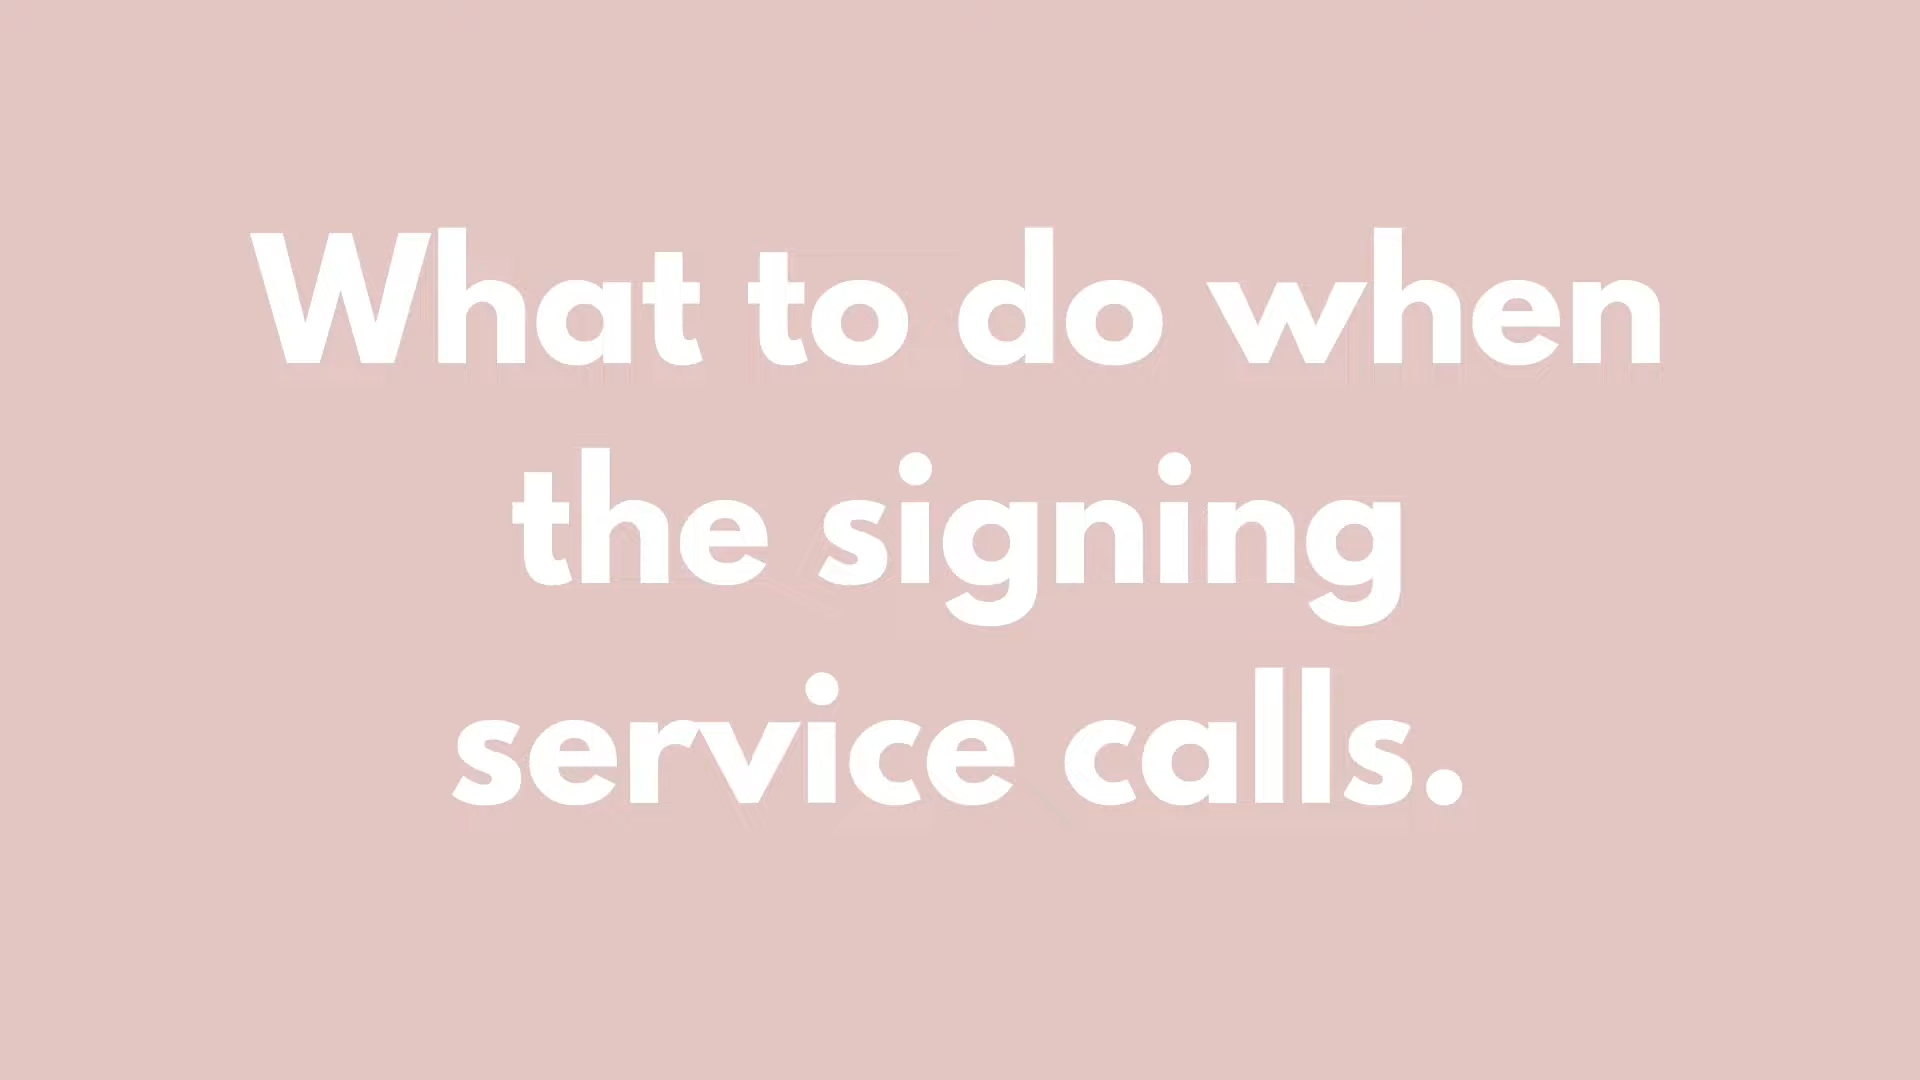 What to do when
the signing
service calls.